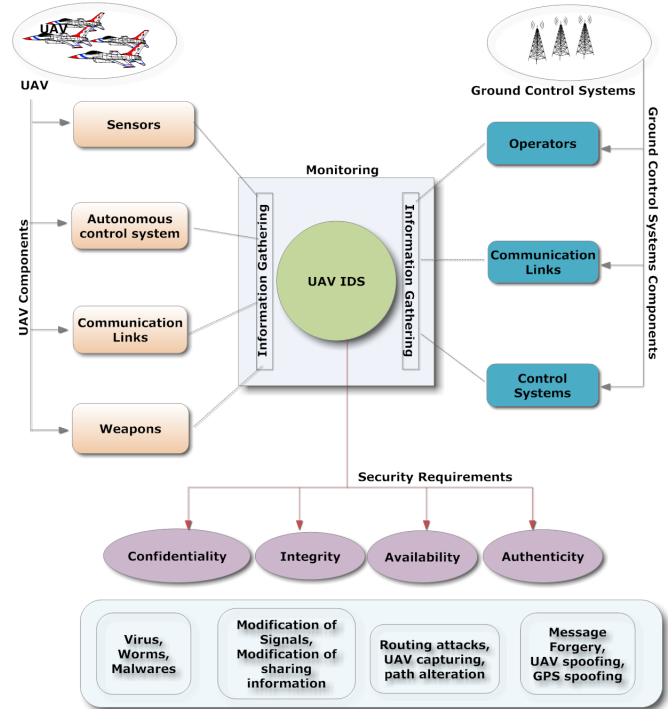 UAV
UAV
Ground Control Systems
UAV Components
Sensors
Autonomous
control system
Communication
Links
Weapons
Monitoring
Information Gathering
UAV IDS
Information Gathering
Operators
Communication
Links
Control
Systems
Ground Control Systems Components
Security Requirements
Confidentiality
Integrity
Availability
Authenticity
Virus,
Worms,
Malwares
Modification of
Signals,
Modification of
sharing
information
Routing attacks,
UAV capturing,
path alteration
Message
Forgery,
UAV spoofing,
GPS spoofing